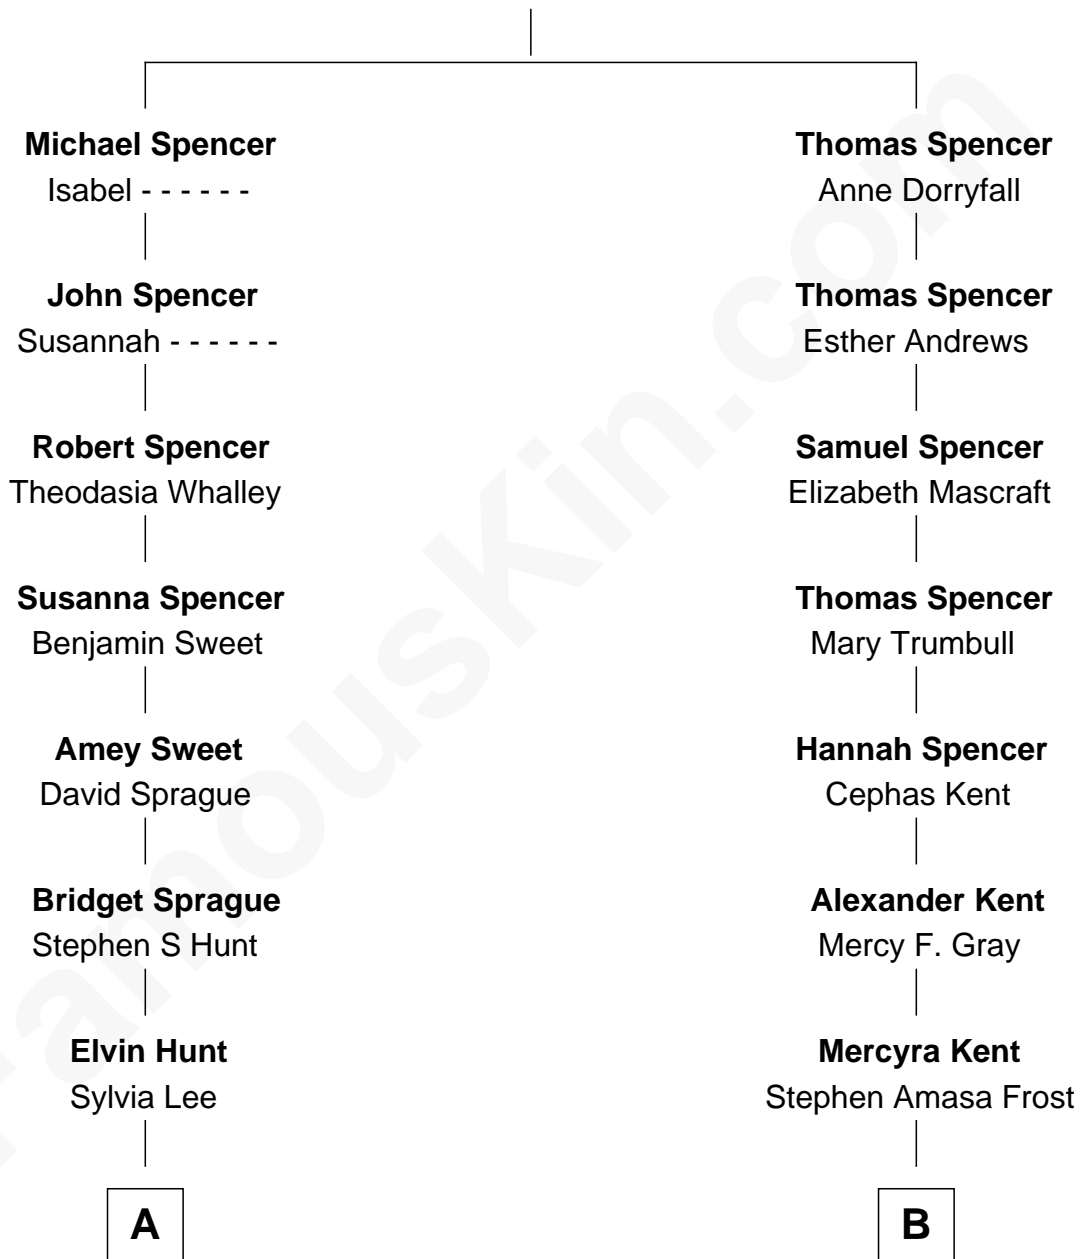 Michael Spencer
Isabel - - - - - -
John Spencer
Susannah - - - - - -
Robert Spencer
Theodasia Whalley
Susanna Spencer
Benjamin Sweet
Amey Sweet
David Sprague
Bridget Sprague
Stephen S Hunt
Elvin Hunt
Sylvia Lee
A
Thomas Spencer
Anne Dorryfall
Thomas Spencer
Esther Andrews
Samuel Spencer
Elizabeth Mascraft
Thomas Spencer
Mary Trumbull
Hannah Spencer
Cephas Kent
Alexander Kent
Mercy F. Gray
Mercyra Kent
Stephen Amasa Frost
B
FamousKin.com